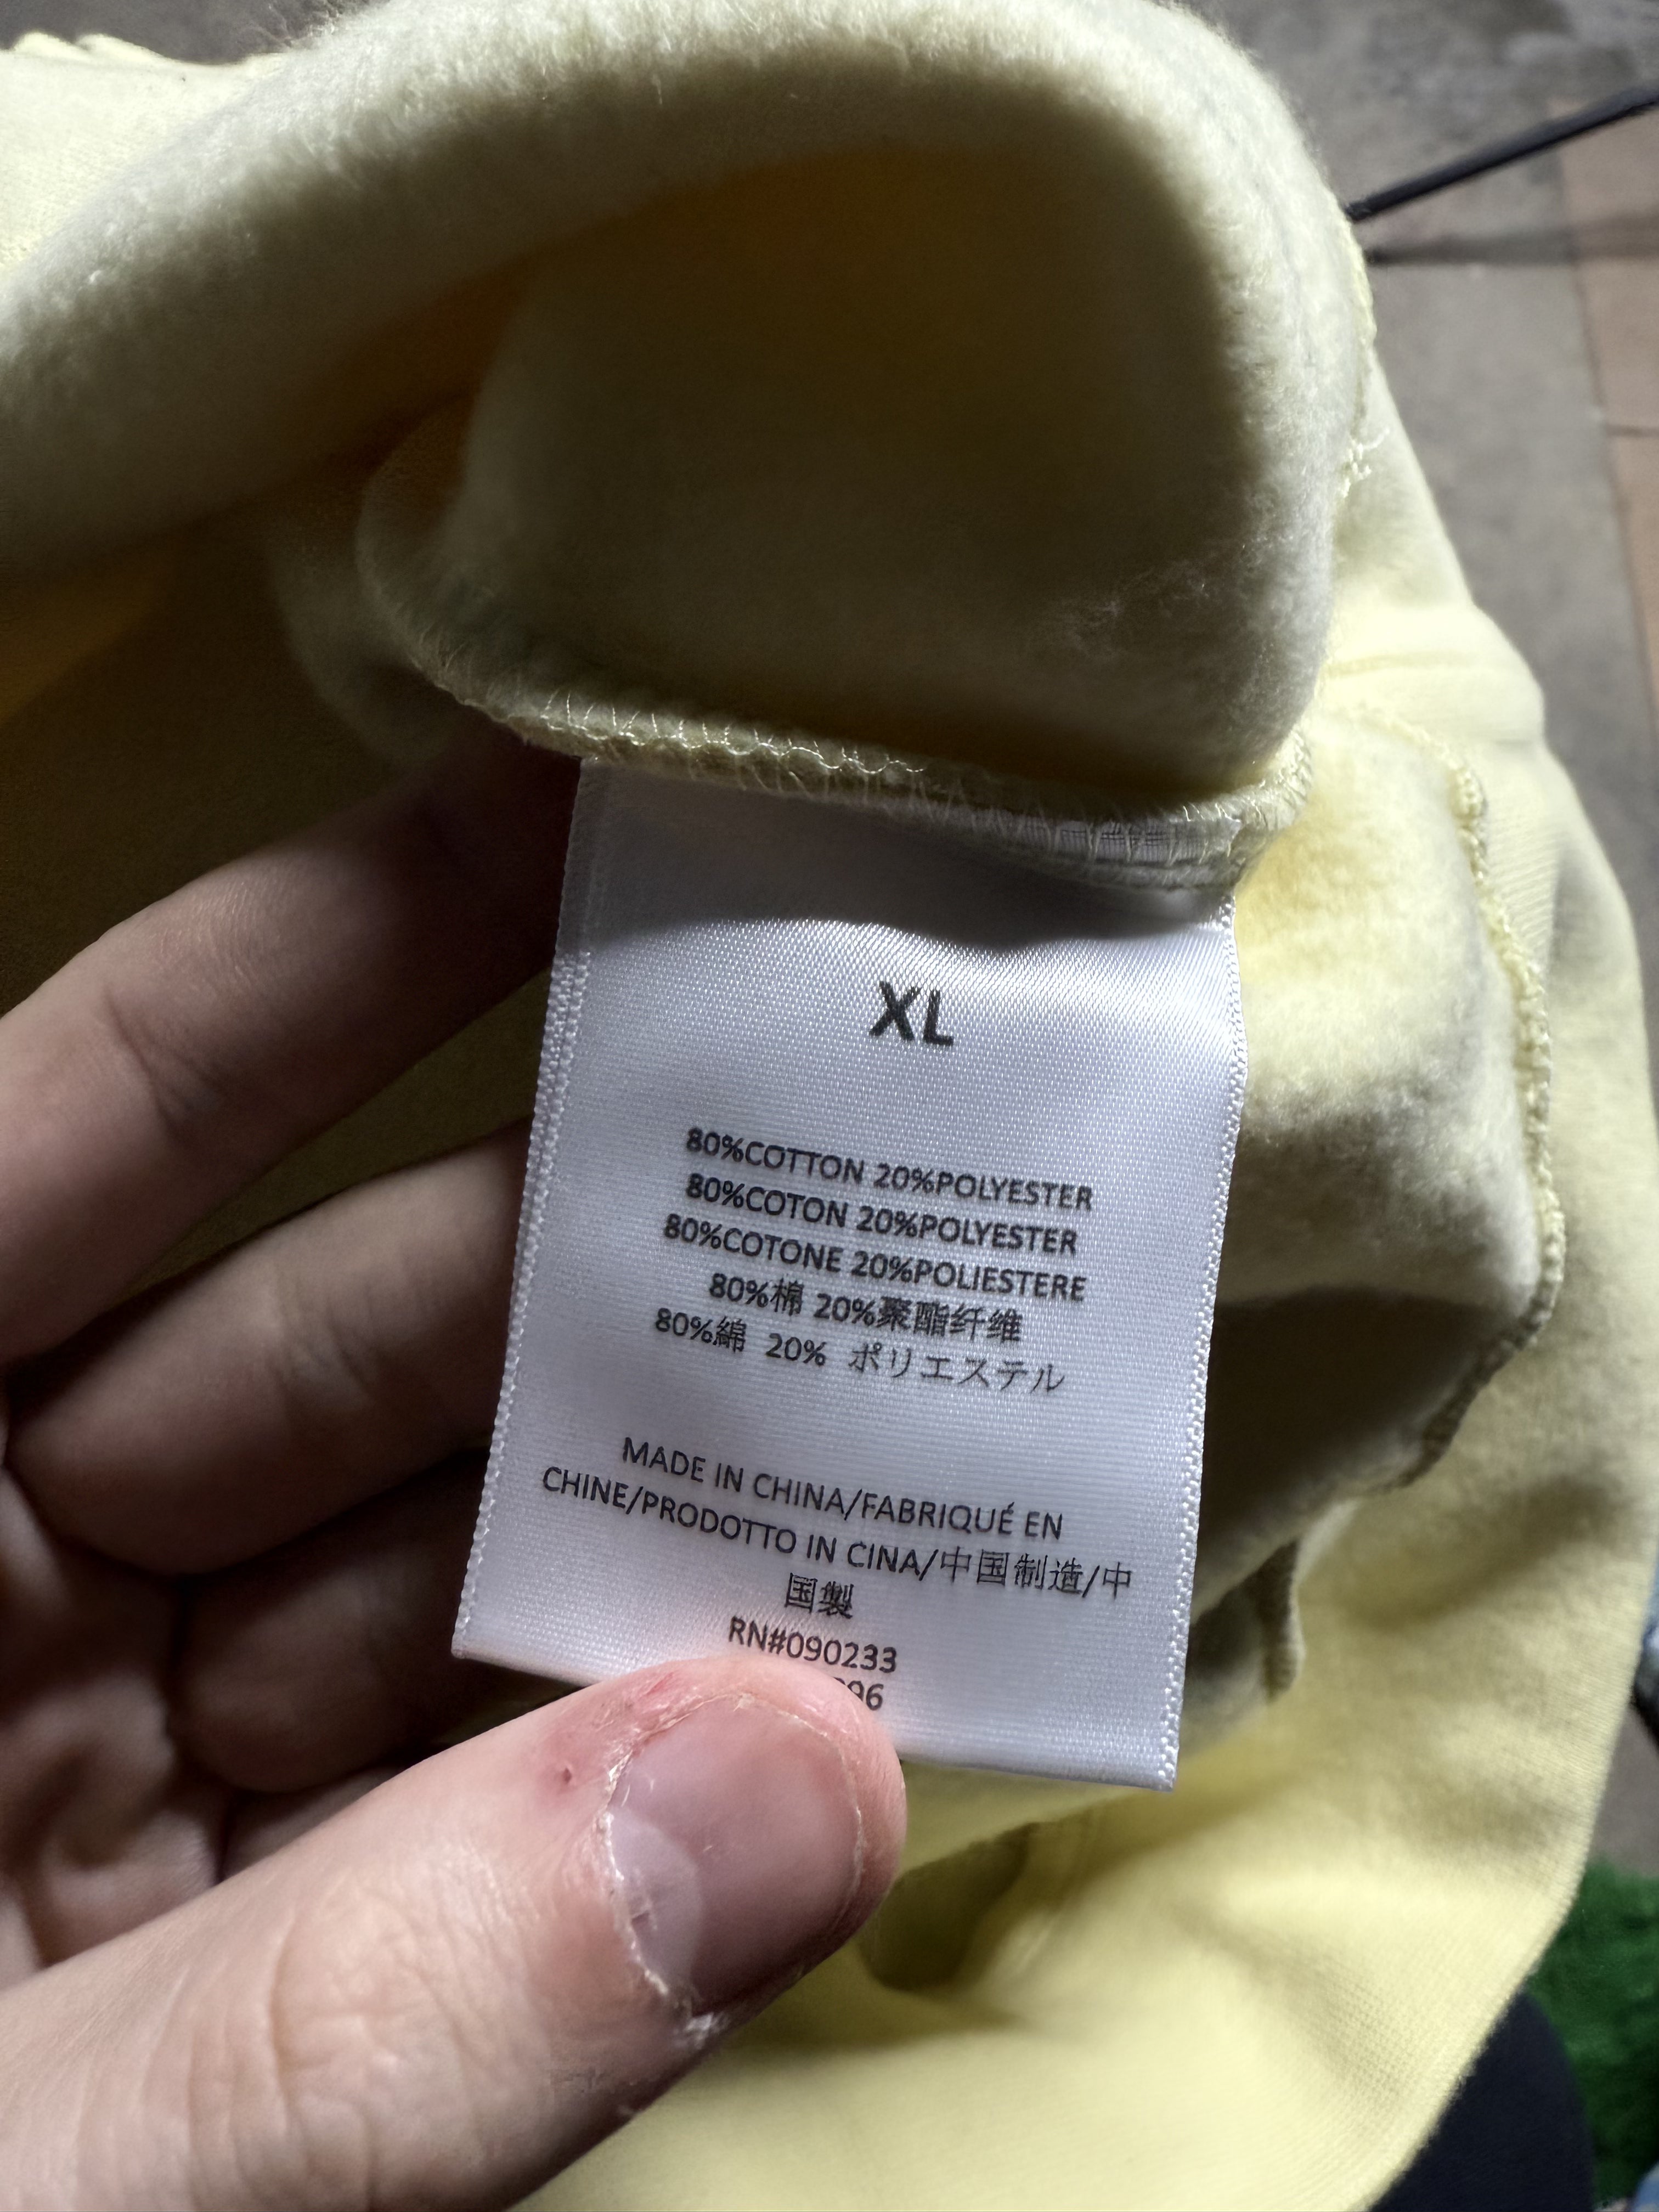 XL
80%COTTON 20%POLYESTER
80%COTON 20%POLYESTER
80%COTONE 20%POLIESTERE
80%棉 20%聚酯纤维
80%綿 20% ポリエステル
MADE IN CHINA/FABRIQUÉ EN
CHINE/PRODOTTO IN CINA/中国制造/中
国製
RN#090233